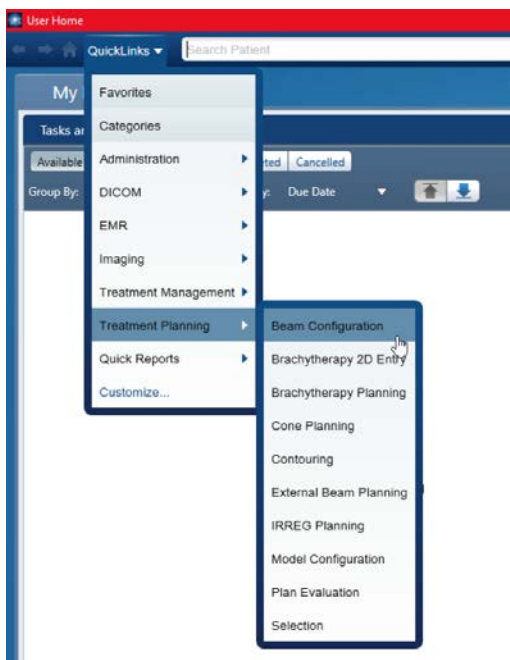 User Home
QuickLinks Search Patient
My
Favorites
Categories
Tasks
Administration
Available
Cancelled
Group By:
DICOM
Due Date
EMR
Imaging
Treatment Management
Treatment Planning
Beam Configuration
Quick Reports
Brachytherapy 2D Entry
Customize...
Brachytherapy Planning
Cone Planning
Contouring
External Beam Planning
IRREG Planning
Model Configuration
Plan Evaluation
Selection